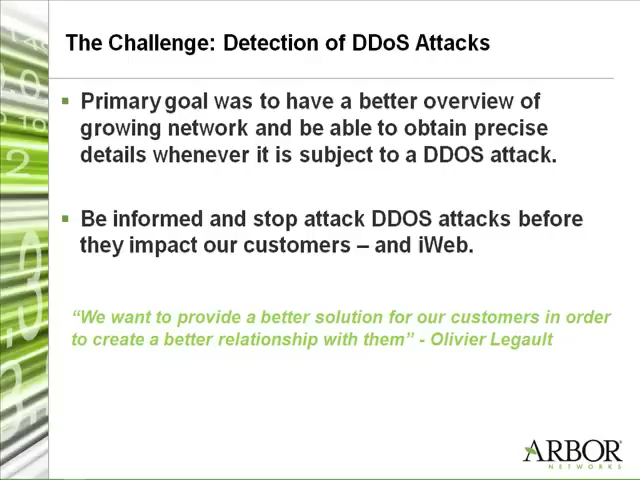 The Challenge: Detection of DDoS Attacks
Primary goal was to have a better overview of
growing network and be able to obtain precise
details whenever it is subject to a DDOS attack.
Be informed and stop attack DDOS attacks before
they impact our customers – and iWeb.
“We want to provide a better solution for our customers in order
to create a better relationship with them” - Olivier Legault
ARBOR
NETWORKS